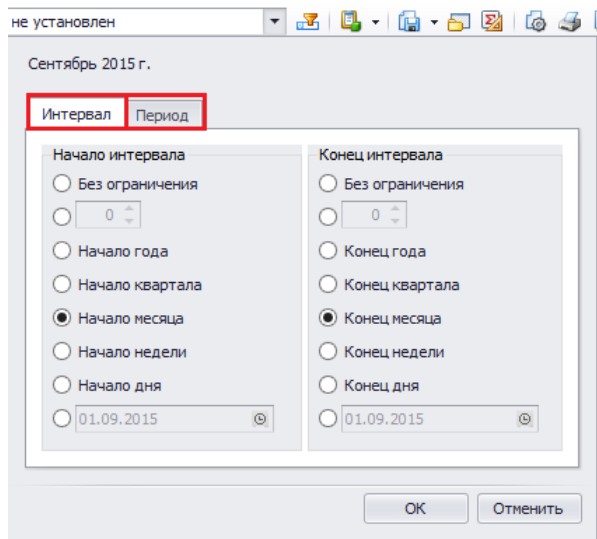 не установлен
Сентябрь 2015 г.
Интервал Период
Начало интервала
Без ограничения
0
Начало года
Начало квартала
Начало месяца
Начало недели
Начало дня
01.09.2015
Конец интервала
Без ограничения
0
Конец года
Конец квартала
Конец месяца
Конец недели
Конец дня
01.09.2015
ОК Отменить